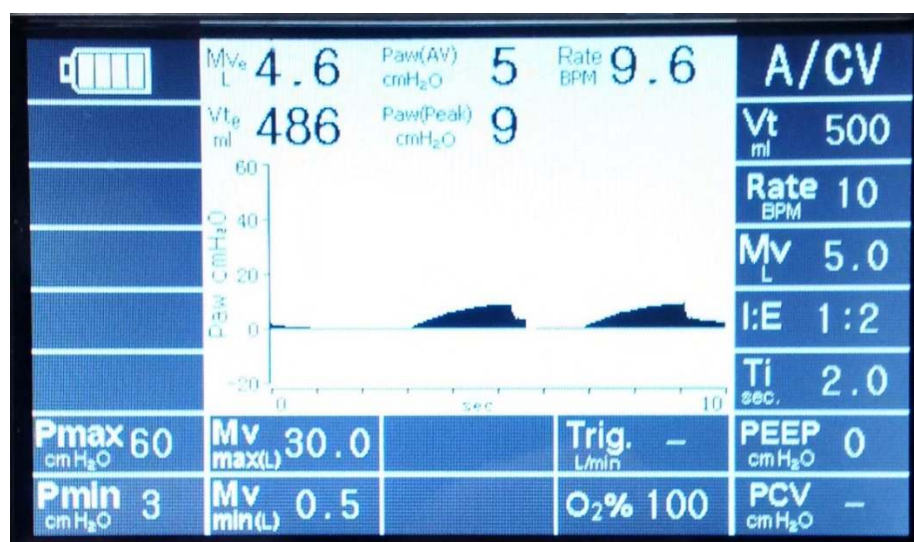 MVe L 4.6 Paw(AV) cmH₂O 5 Rate BPM 9.6
Vte ml 486 Paw(Peak) cmH₂O 9
A/CV
Vt ml 500
Rate BPM 10
Mv L 5.0
I:E 1:2
Ti sec. 2.0
Paw cmH₂O
60
40
20
0
-20
0 sec 10
Pmax cmH₂O 60 Mv max(L) 30.0 Trig. L/min – PEEP cmH₂O 0
Pmin cmH₂O 3 Mv min(L) 0.5 O₂% 100 PCV cmH₂O –